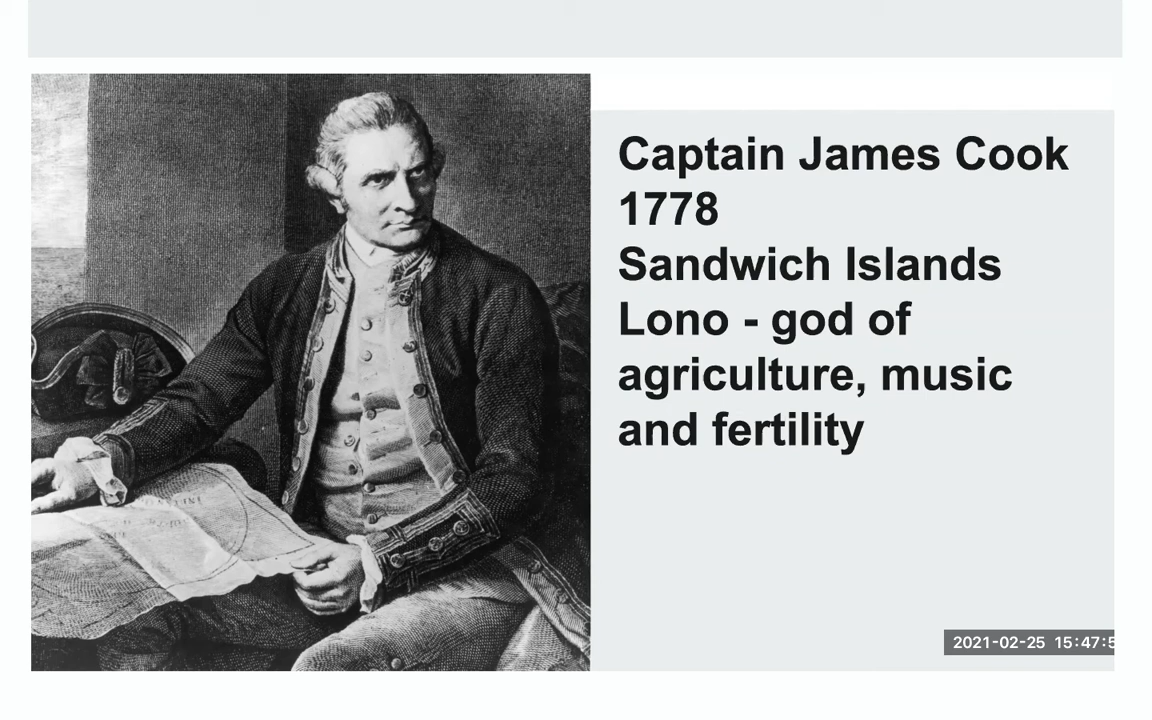 Captain James Cook
1778
Sandwich Islands
Lono - god of
agriculture, music
and fertility
2021-02-25 15:47:5